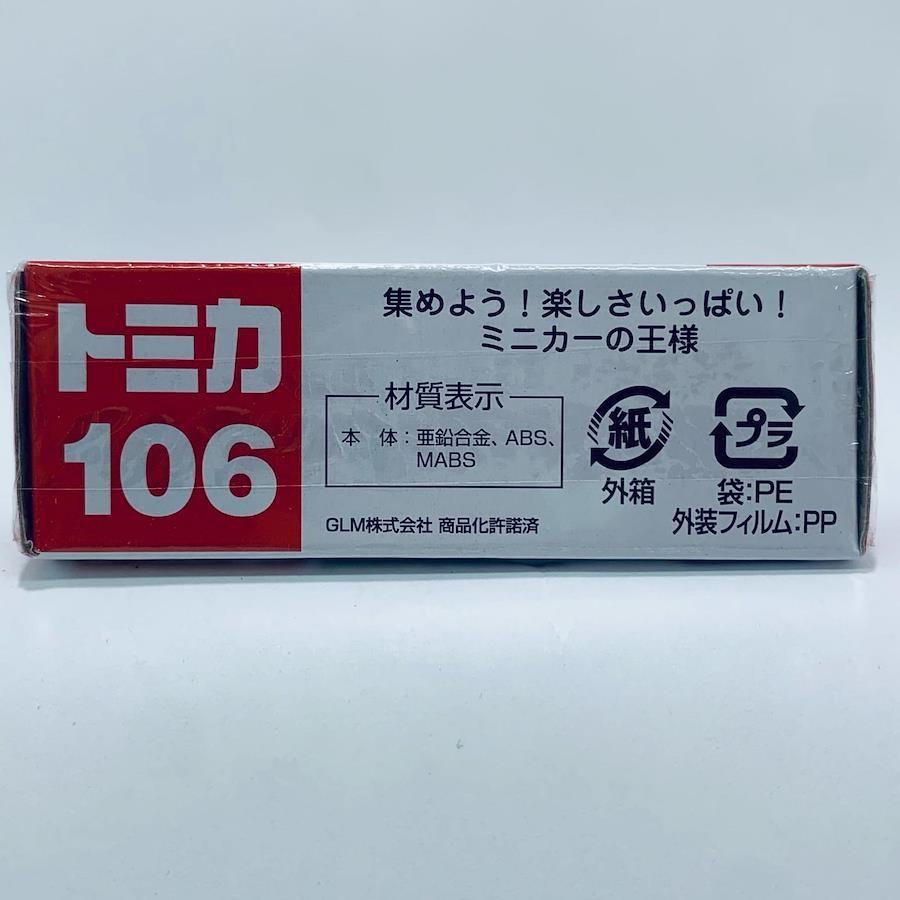 トミカ
106
集めよう！楽しさいっぱい！
ミニカーの王様
材質表示
本　体：亜鉛合金、ABS、
MABS
GLM株式会社 商品化許諾済
紙
外箱
プラ
袋：PE
外装フィルム：PP